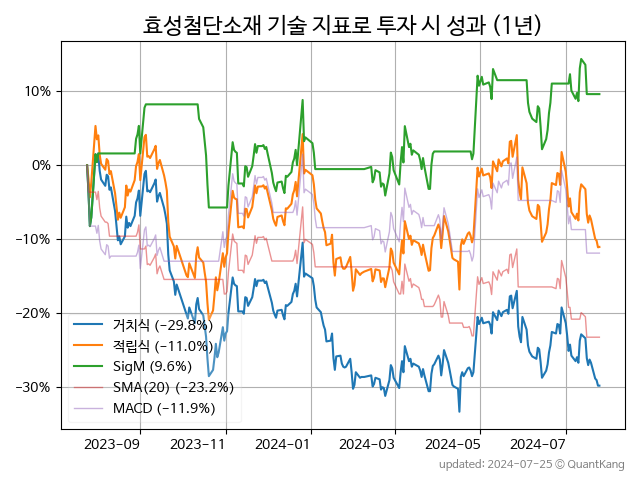 효성첨단소재 기술 지표로 투자 시 성과 (1년)
10%
0%
−10%
−20%
−30%
거치식 (−29.8%)
적립식 (−11.0%)
SigM (9.6%)
SMA(20) (−23.2%)
MACD (−11.9%)
2023-09
2023-11
2024-01
2024-03
2024-05
2024-07
updated: 2024-07-25 © QuantKang